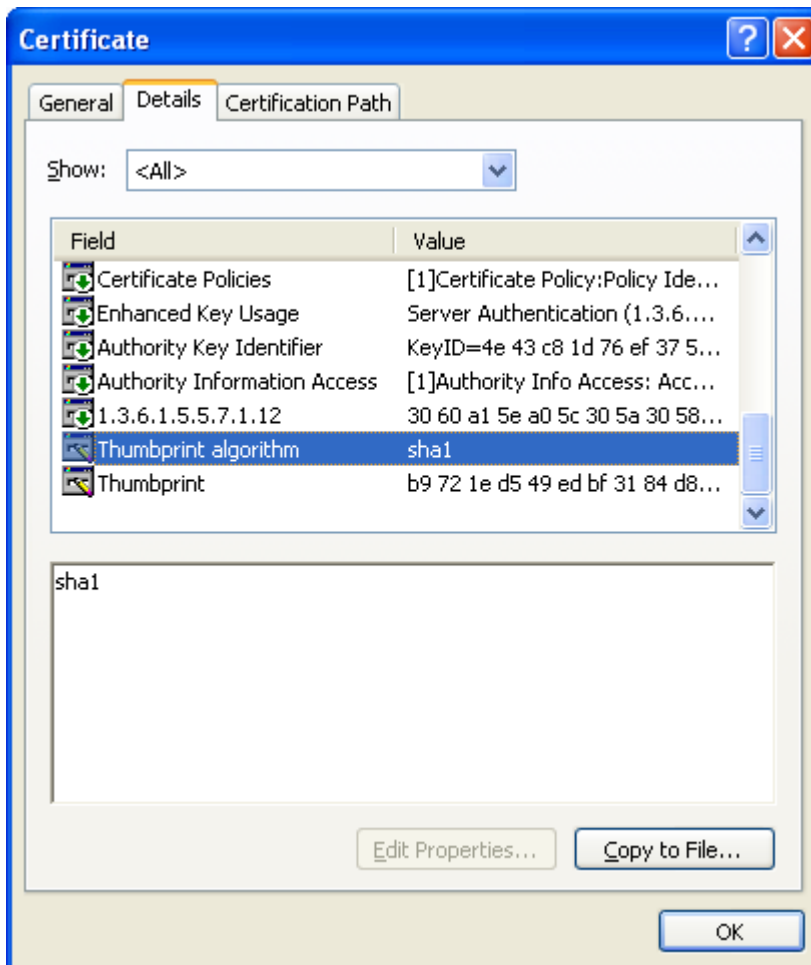 Certificate
General Details Certification Path
Show: <All>
Field Value
Certificate Policies [1]Certificate Policy:Policy Ide...
Enhanced Key Usage Server Authentication (1.3.6....
Authority Key Identifier KeyID=4e 43 c8 1d 76 ef 37 5...
Authority Information Access [1]Authority Info Access: Acc...
1.3.6.1.5.5.7.1.12 30 60 a1 5e a0 5c 30 5a 30 58...
Thumbprint algorithm sha1
Thumbprint b9 72 1e d5 49 ed bf 31 84 d8...
sha1
Edit Properties... Copy to File...
OK